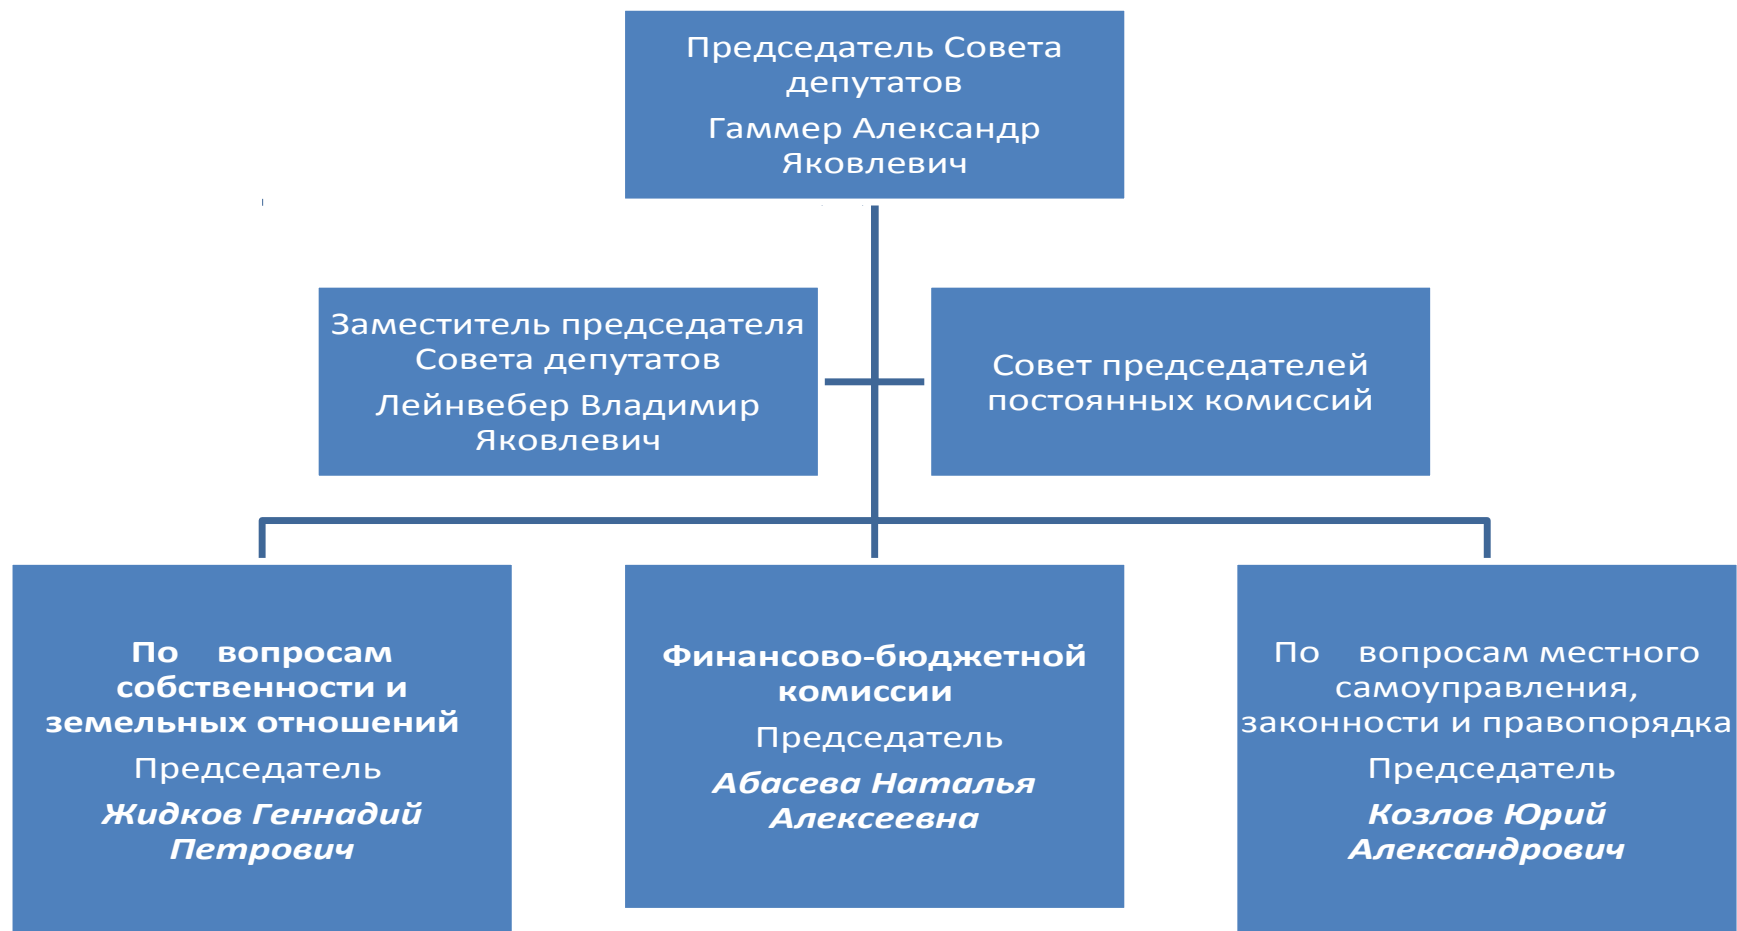 Председатель Совета
депутатов
Гаммер Александр
Яковлевич
Заместитель председателя
Совета депутатов
Лейнвебер Владимир
Яковлевич
Совет председателей
постоянных комиссий
По вопросам
собственности и
земельных отношений
Председатель
Жидков Геннадий
Петрович
Финансово-бюджетной
комиссии
Председатель
Абасева Наталья
Алексеевна
По вопросам местного
самоуправления,
законности и правопорядка
Председатель
Козлов Юрий
Александрович